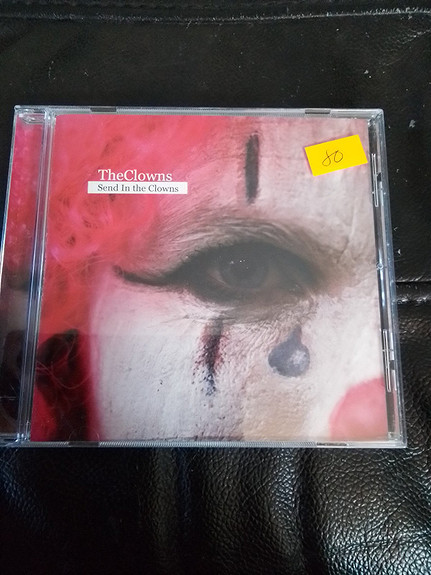 TheClowns
Send In the Clowns
80